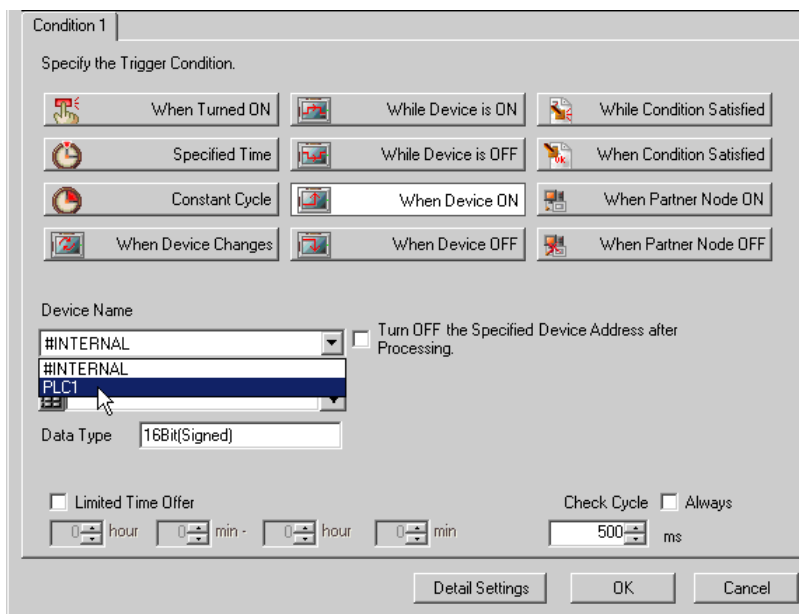 Condition 1
Specify the Trigger Condition.
When Turned ON
While Device is ON
While Condition Satisfied
Specified Time
While Device is OFF
When Condition Satisfied
Constant Cycle
When Device ON
When Partner Node ON
When Device Changes
When Device OFF
When Partner Node OFF
Device Name
#INTERNAL
Turn OFF the Specified Device Address after
Processing.
#INTERNAL
PLC1
Data Type 16Bit(Signed)
Limited Time Offer
Check Cycle Always
0 hour 0 min - 0 hour 0 min
500 ms
Detail Settings OK Cancel